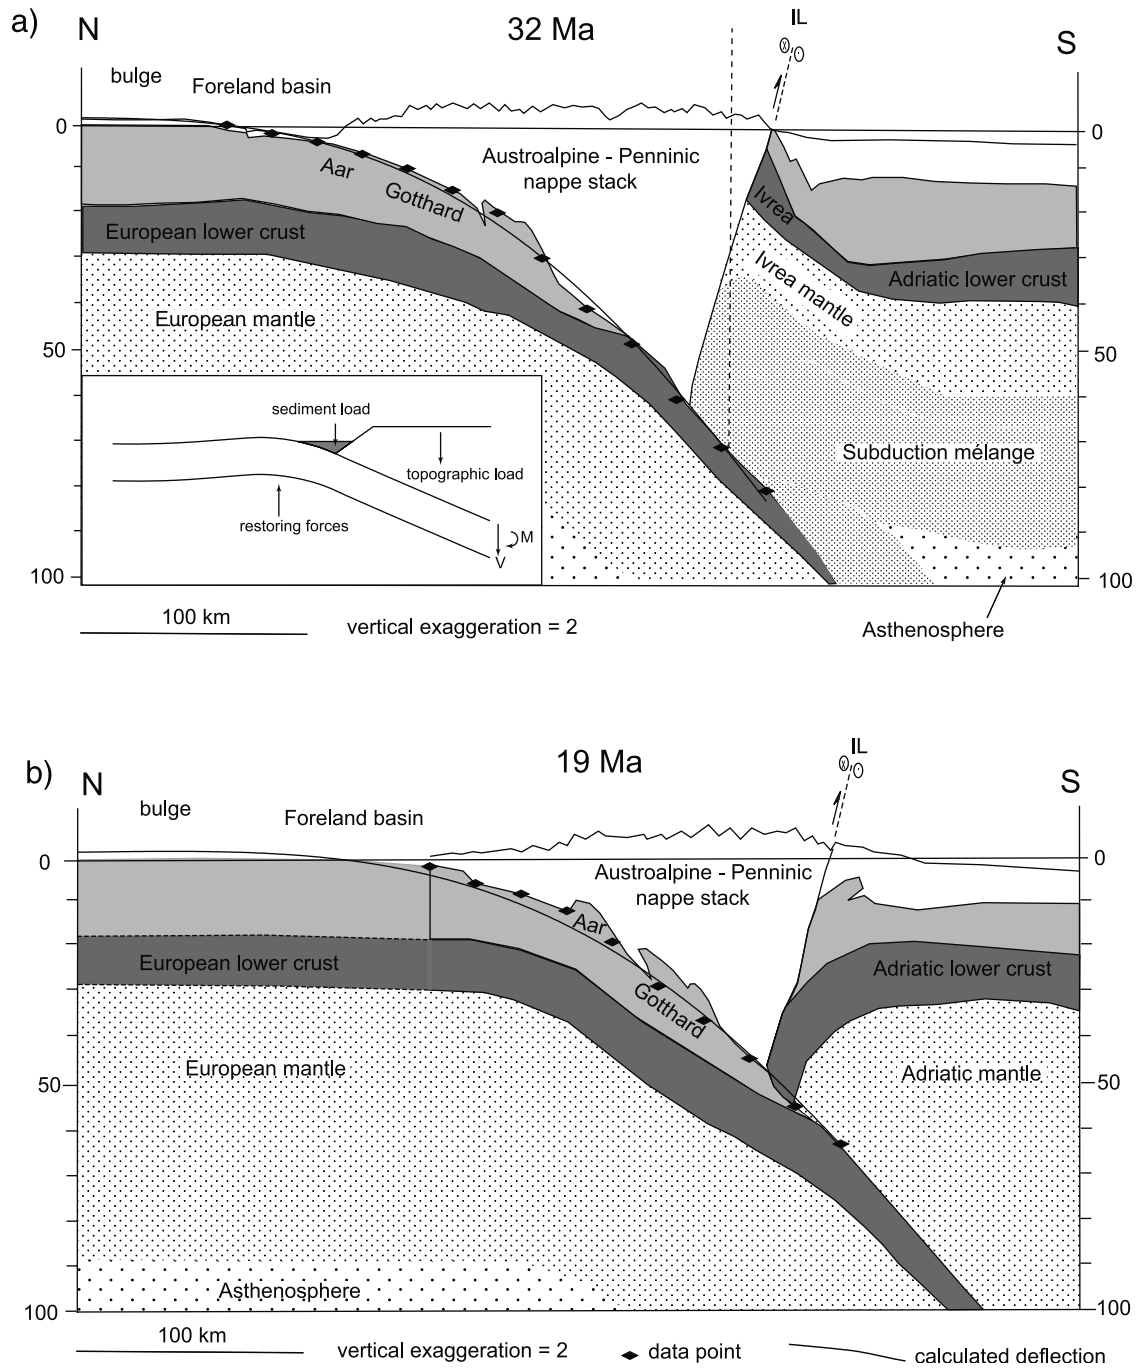 a)
N
32 Ma
IL
S
bulge
Foreland basin
0
0
Austroalpine - Penninic
nappe stack
Aar
Gotthard
Ivrea
European lower crust
Ivrea mantle
Adriatic lower crust
European mantle
50
50
sediment load
topographic load
restoring forces
M
V
Subduction mélange
100
100
100 km
vertical exaggeration = 2
Asthenosphere
b)
N
19 Ma
IL
S
bulge
Foreland basin
0
0
Austroalpine - Penninic
nappe stack
Aar
European lower crust
Gotthard
Adriatic lower crust
European mantle
Adriatic mantle
50
50
Asthenosphere
100
100
100 km
vertical exaggeration = 2
data point
calculated deflection